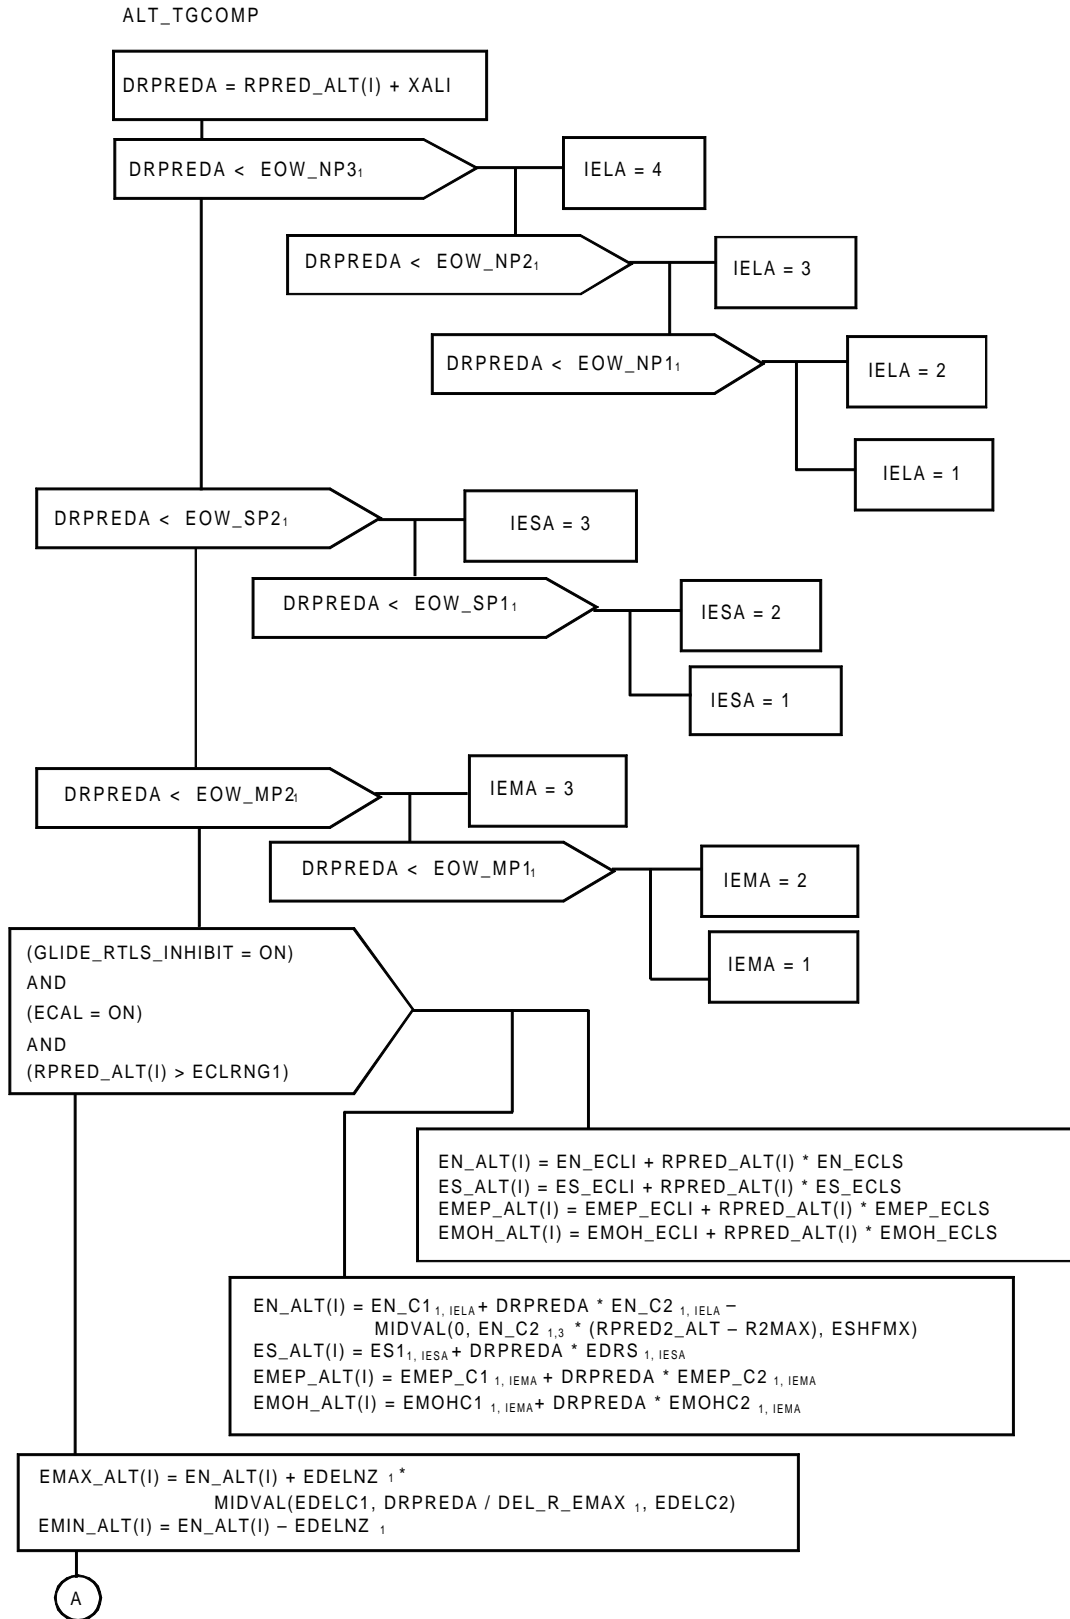 ALT_TGCOMP
DRPREDA = RPRED_ALT(I) + XALI
DRPREDA < EOW_NP3₁
IELA = 4
DRPREDA < EOW_NP2₁
IELA = 3
DRPREDA < EOW_NP1₁
IELA = 2
IELA = 1
DRPREDA < EOW_SP2₁
IESA = 3
DRPREDA < EOW_SP1₁
IESA = 2
IESA = 1
DRPREDA < EOW_MP2₁
IEMA = 3
DRPREDA < EOW_MP1₁
IEMA = 2
IEMA = 1
(GLIDE_RTLS_INHIBIT = ON)
AND
(ECAL = ON)
AND
(RPRED_ALT(I) > ECLRNG1)
EN_ALT(I) = EN_ECLI + RPRED_ALT(I) * EN_ECLS
ES_ALT(I) = ES_ECLI + RPRED_ALT(I) * ES_ECLS
EMEP_ALT(I) = EMEP_ECLI + RPRED_ALT(I) * EMEP_ECLS
EMOH_ALT(I) = EMOH_ECLI + RPRED_ALT(I) * EMOH_ECLS
EN_ALT(I) = EN_C1 1, IELA + DRPREDA * EN_C2 1, IELA –
MIDVAL(0, EN_C2 1,3 * (RPRED2_ALT – R2MAX), ESHFMX)
ES_ALT(I) = ES1 1, IESA + DRPREDA * EDRS 1, IESA
EMEP_ALT(I) = EMEP_C1 1, IEMA + DRPREDA * EMEP_C2 1, IEMA
EMOH_ALT(I) = EMOHC1 1, IEMA + DRPREDA * EMOHC2 1, IEMA
EMAX_ALT(I) = EN_ALT(I) + EDELNZ ₁ *
MIDVAL(EDELC1, DRPREDA / DEL_R_EMAX ₁, EDELC2)
EMIN_ALT(I) = EN_ALT(I) – EDELNZ ₁
A